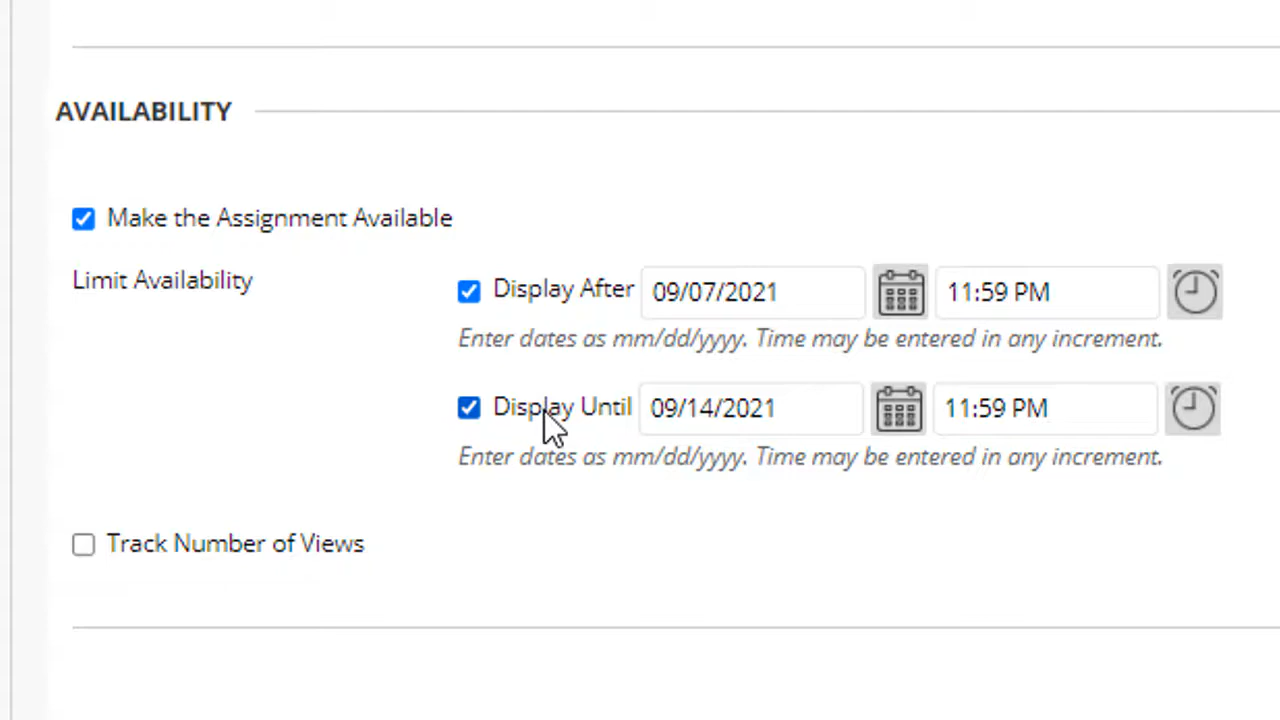 AVAILABILITY
Make the Assignment Available
Limit Availability
Display After 09/07/2021 11:59 PM
Enter dates as mm/dd/yyyy. Time may be entered in any increment.
Display Until 09/14/2021 11:59 PM
Enter dates as mm/dd/yyyy. Time may be entered in any increment.
Track Number of Views